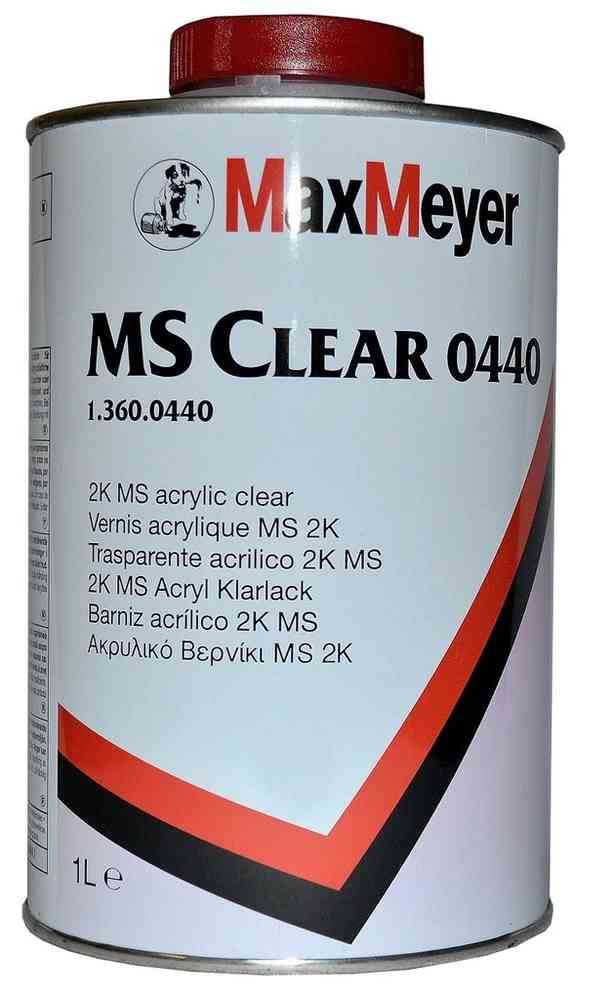 MaxMeyer
MS CLEAR 0440
1.360.0440
2K MS acrylic clear
Vernis acrylique MS 2K
Trasparente acrilico 2K MS
2K MS Acryl Klarlack
Barniz acrílico 2K MS
Ακρυλικό Βερνίκι MS 2K
1L e